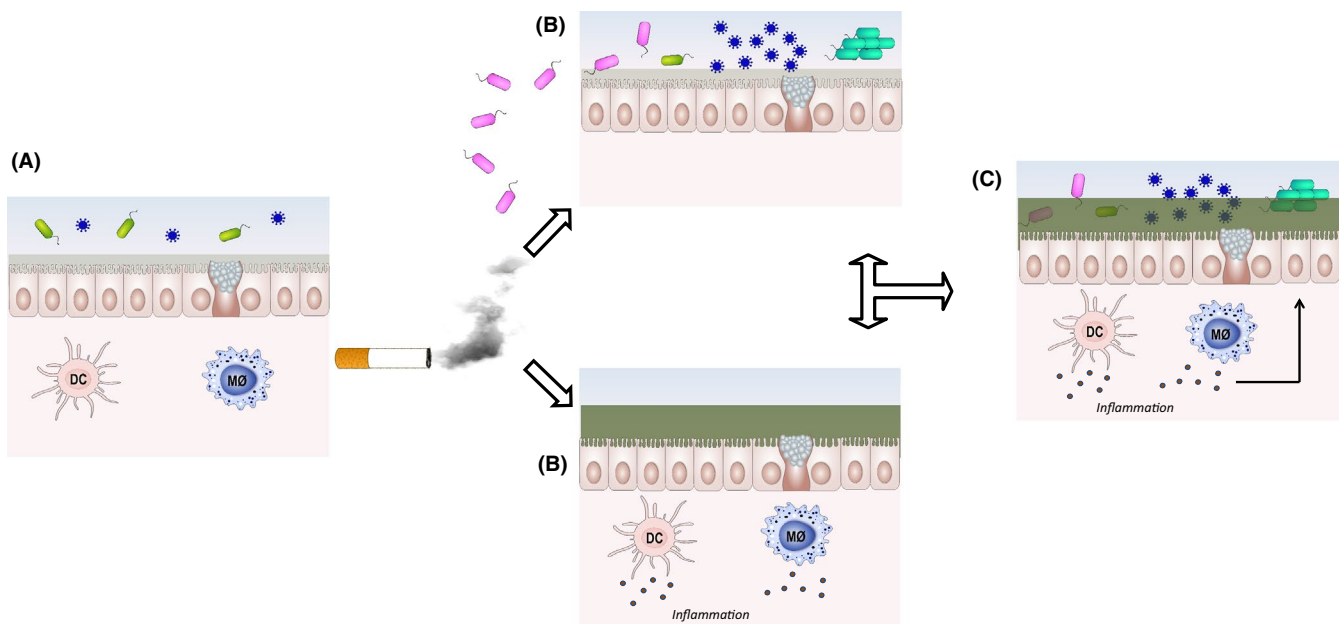 (A)
DC
MØ
(B)
(B)
DC
MØ
Inflammation
(C)
DC
MØ
Inflammation